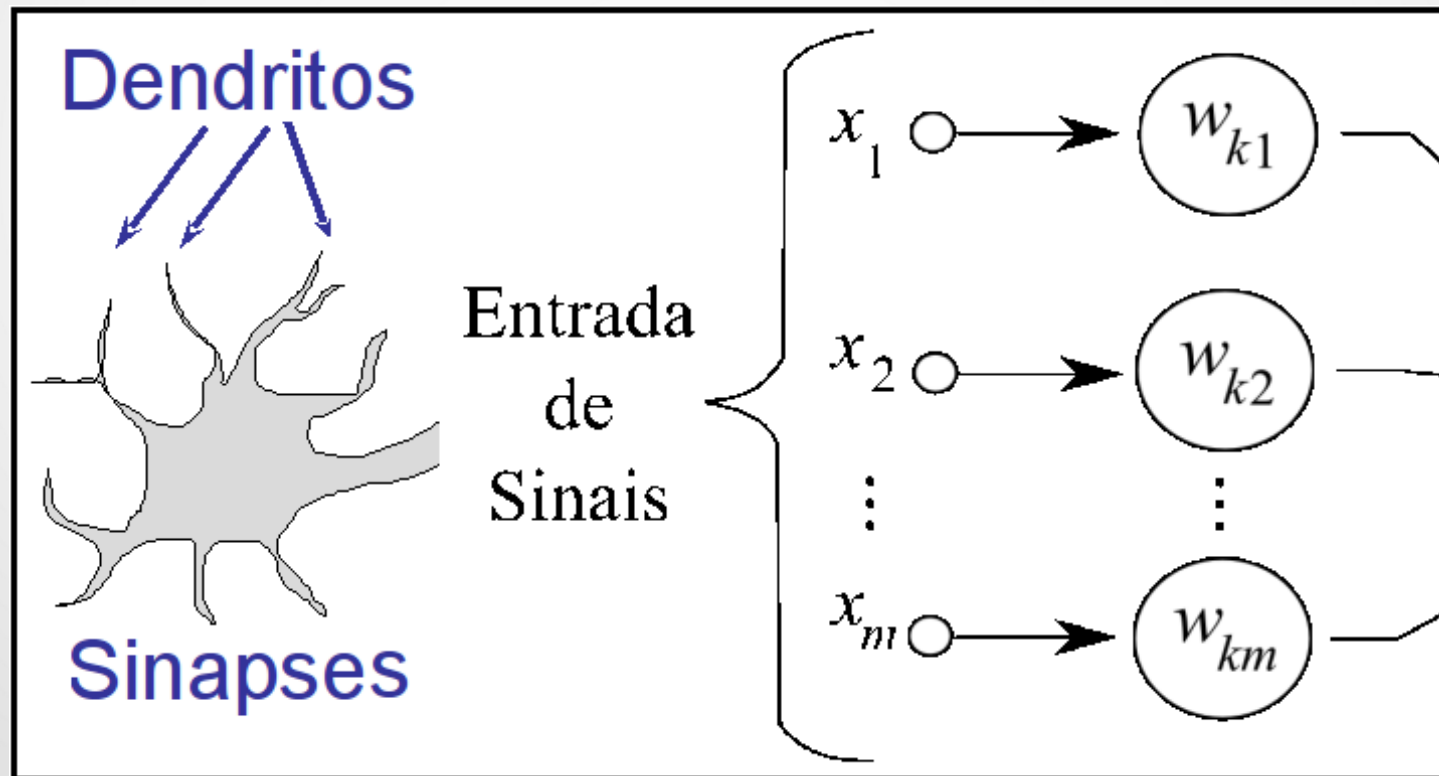 Dendritos
Sinapses
Entrada
de
Sinais
x1
wk1
x2
wk2
⋮ ⋮
xm
wkm